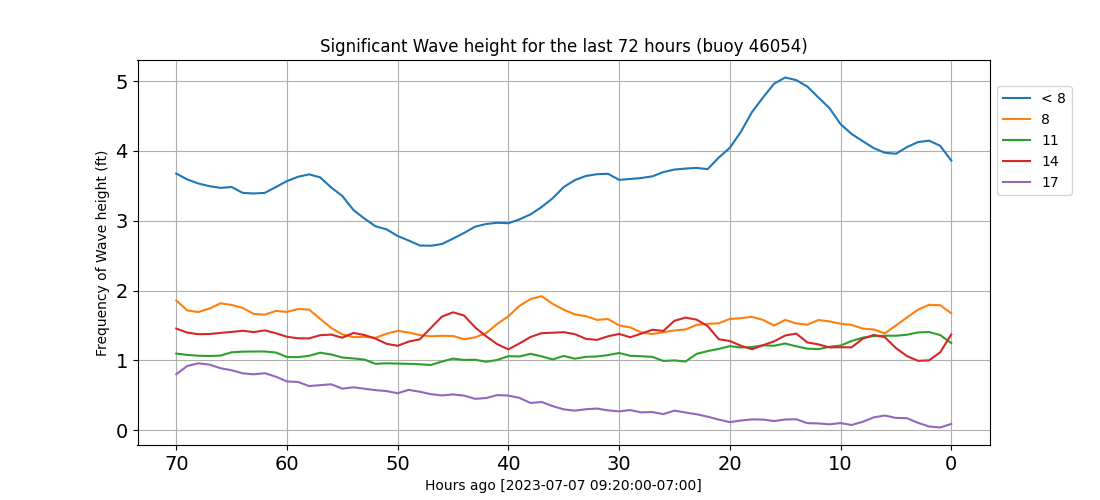 Significant Wave height for the last 72 hours (buoy 46054)
Frequency of Wave height (ft)
5
4
3
2
1
0
70 60 50 40 30 20 10 0
Hours ago [2023-07-07 09:20:00-07:00]
< 8
8
11
14
17